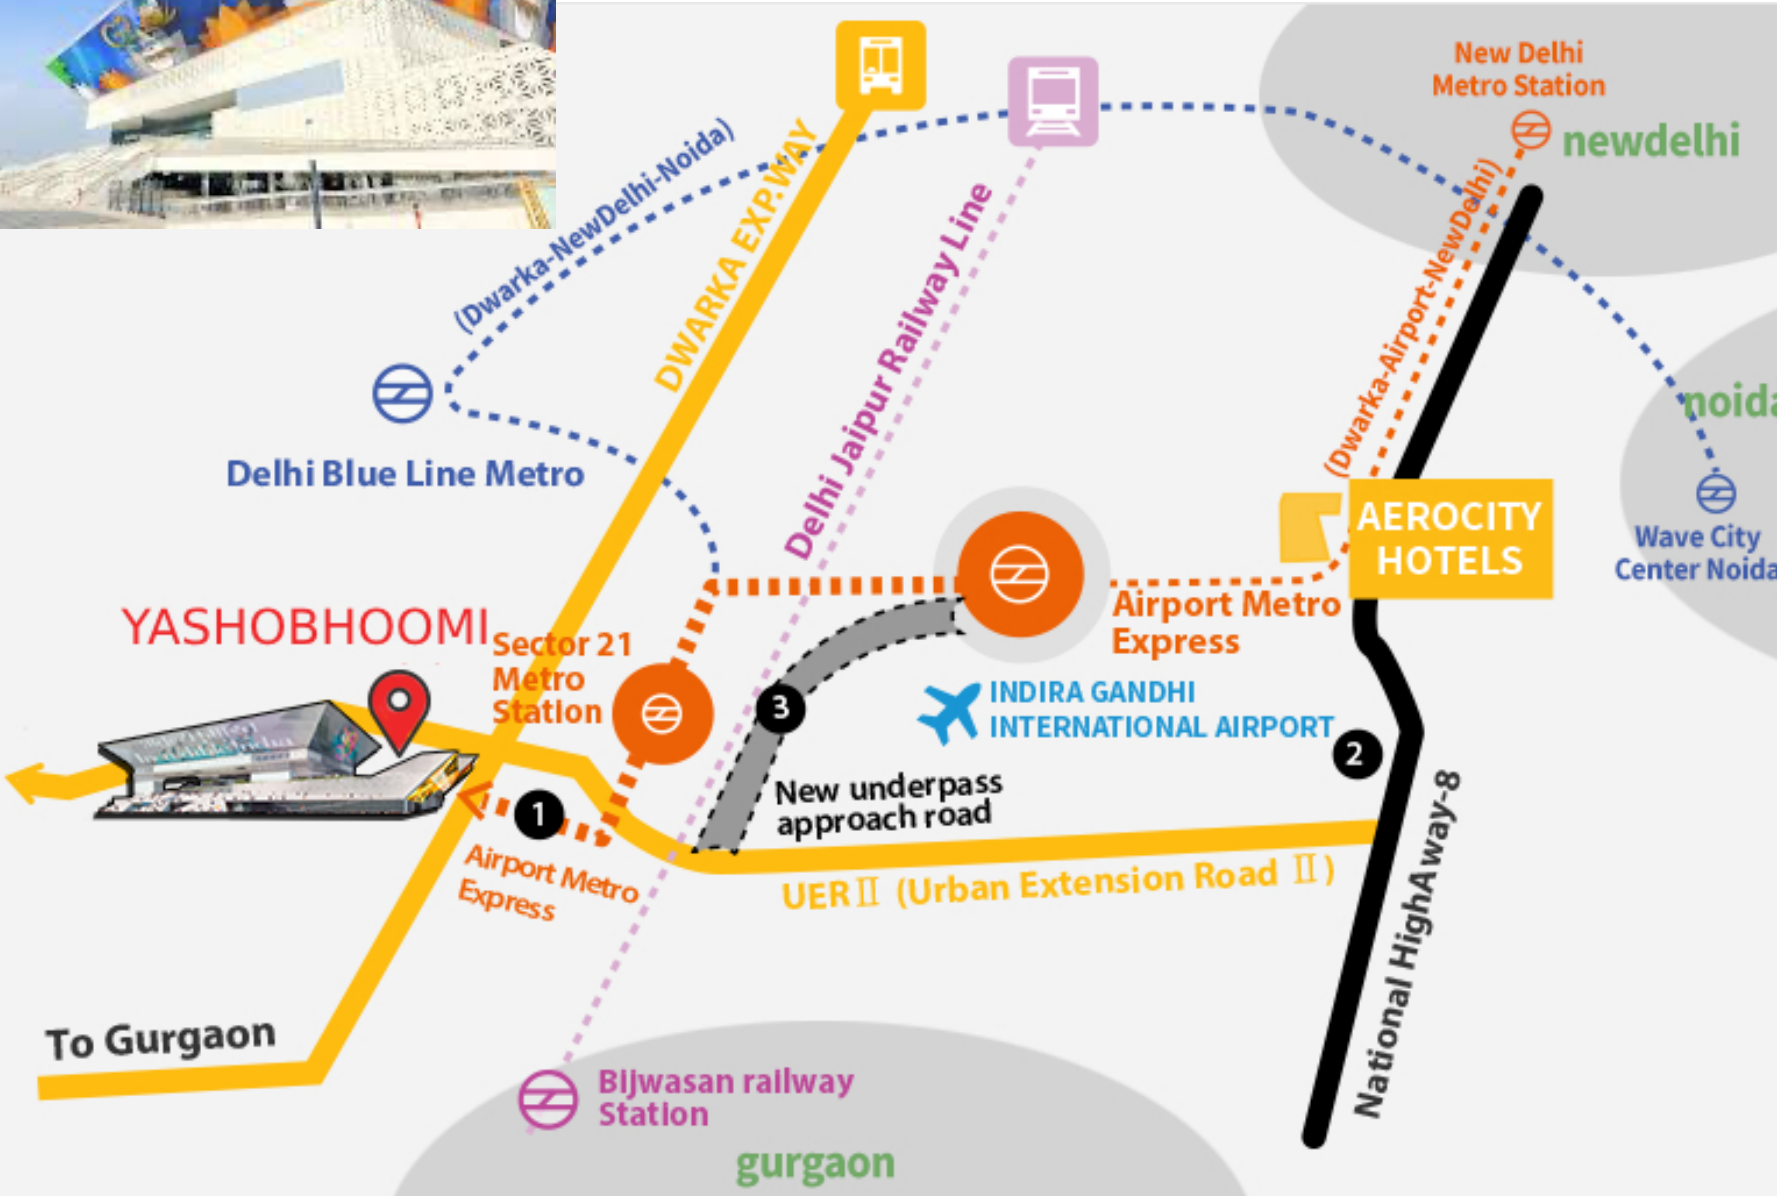 New Delhi
Metro Station
newdelhi
(Dwarka-NewDelhi-Noida)
DWARKA EXP.WAY
Delhi Jaipur Railway Line
(Dwarka-Airport-NewDelhi)
noida
Delhi Blue Line Metro
AEROCITY
HOTELS
Wave City
Center Noida
YASHOBHOOMI
Sector 21
Metro
Station
Airport Metro
Express
INDIRA GANDHI
INTERNATIONAL AIRPORT
3
2
1
New underpass
approach road
Airport Metro
Express
UER II (Urban Extension Road II)
National HighAway-8
To Gurgaon
Bijwasan railway
Station
gurgaon